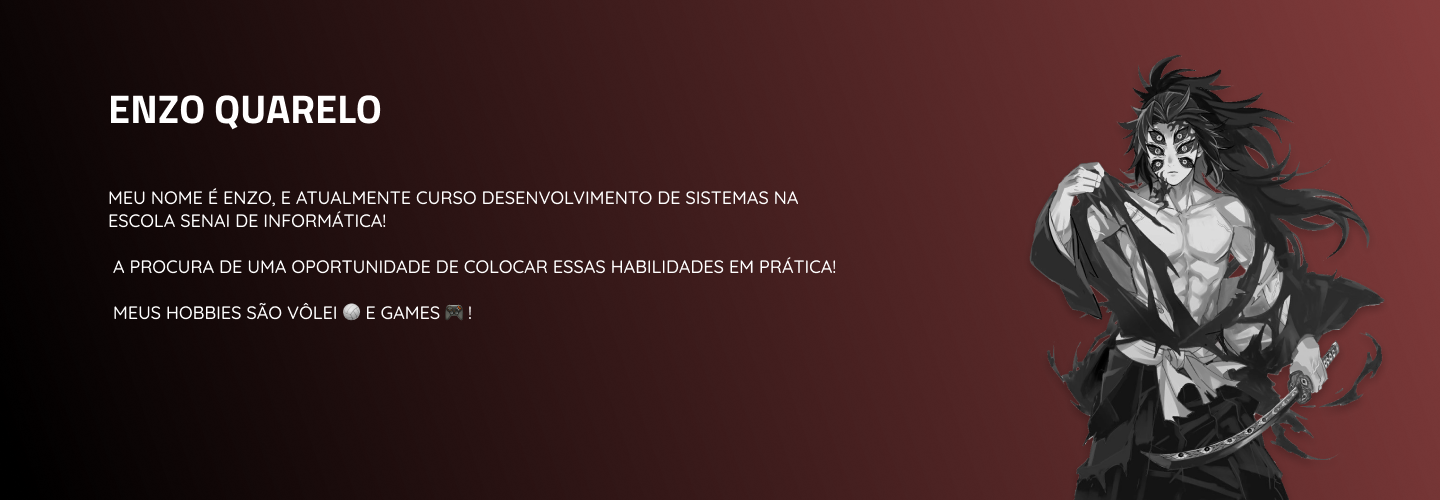 ENZO QUARELO
MEU NOME É ENZO, E ATUALMENTE CURSO DESENVOLVIMENTO DE SISTEMAS NA
ESCOLA SENAI DE INFORMÁTICA!
A PROCURA DE UMA OPORTUNIDADE DE COLOCAR ESSAS HABILIDADES EM PRÁTICA!
MEUS HOBBIES SÃO VÔLEI 🏐 E GAMES 🎮 !